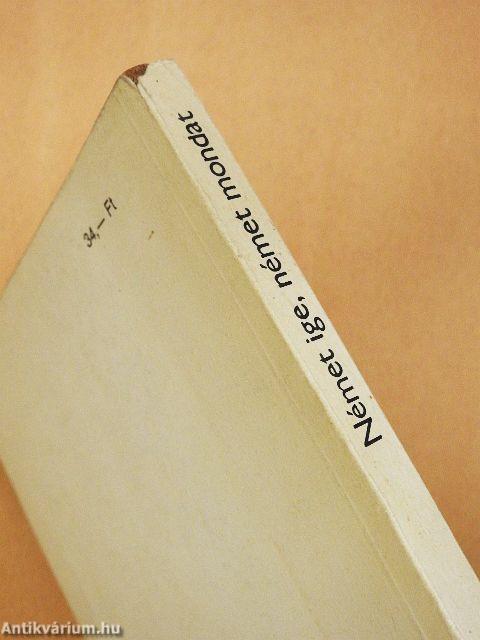 Német ige, német mondat
34,— Ft
Antikvárium.hu